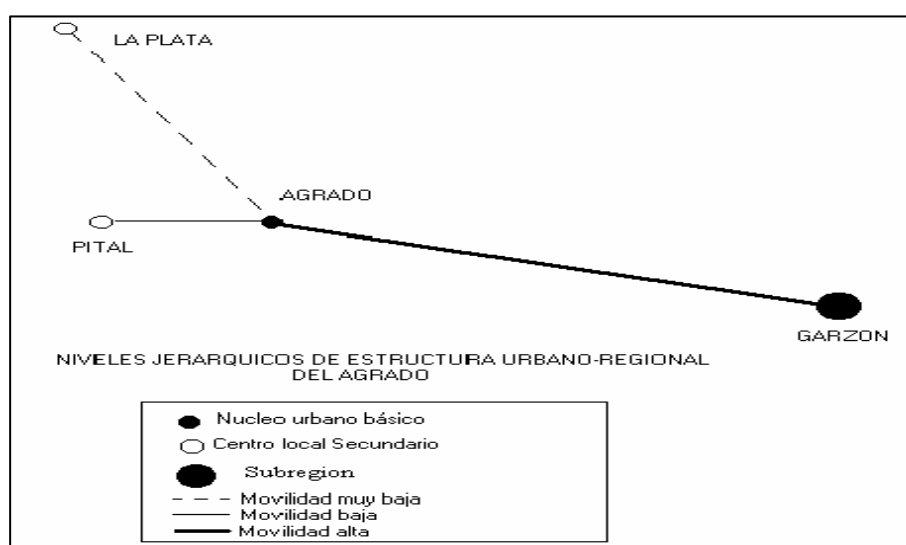 LA PLATA
.AGRADO
PITAL
GARZON
NIVELES JERARQUICOS DE ESTRUCTURA URBANO-REGIONAL
DEL AGRADO
Nucleo urbano básico
Centro local Secundario
Subregion
Movilidad muy baja
Movilidad baja
Movilidad alta